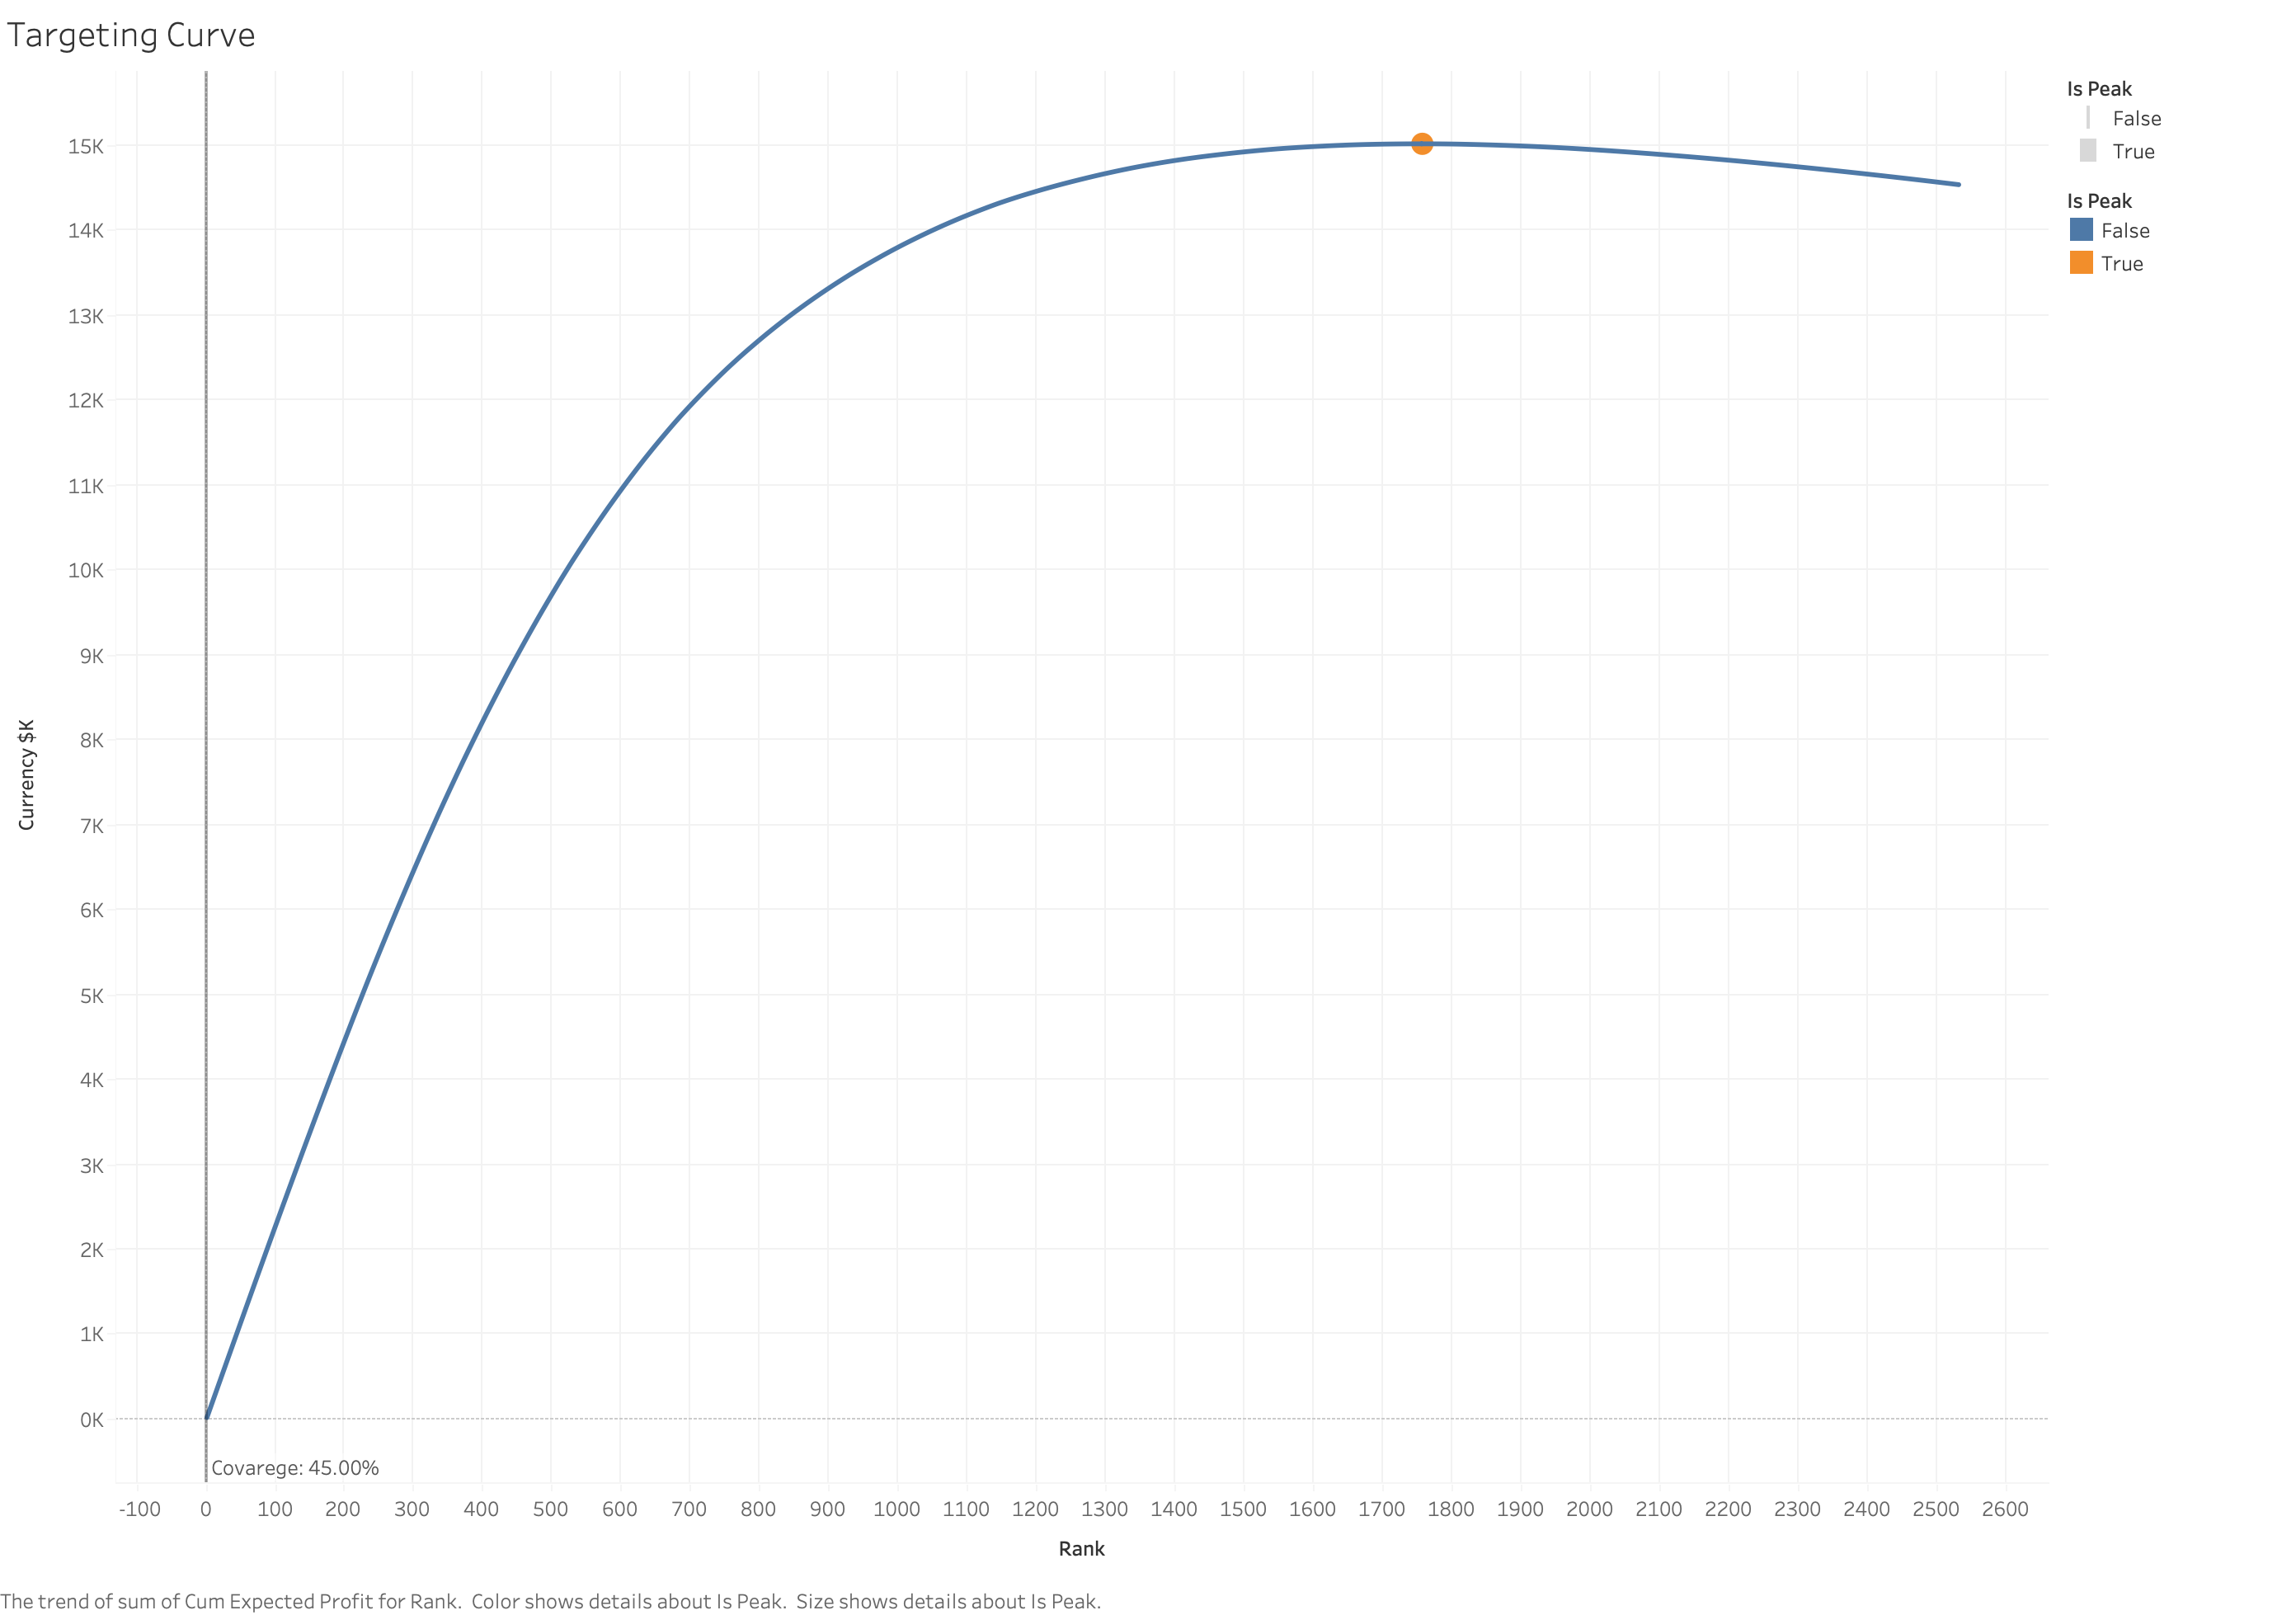 Targeting Curve
Is Peak
False
True
Is Peak
False
True
Currency $K
15K
14K
13K
12K
11K
10K
9K
8K
7K
6K
5K
4K
3K
2K
1K
0K
Covarege: 45.00%
-100 0 100 200 300 400 500 600 700 800 900 1000 1100 1200 1300 1400 1500 1600 1700 1800 1900 2000 2100 2200 2300 2400 2500 2600
Rank
The trend of sum of Cum Expected Profit for Rank. Color shows details about Is Peak. Size shows details about Is Peak.